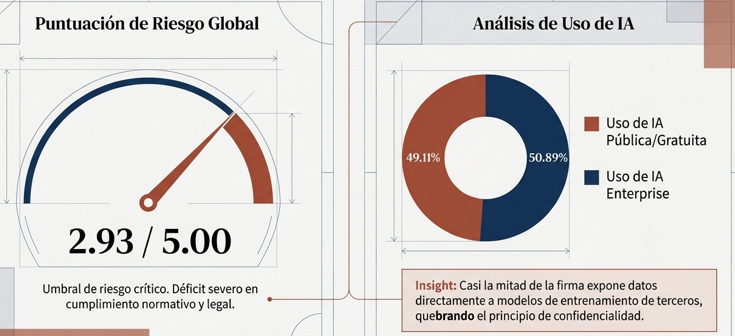 Puntuación de Riesgo Global
2.93 / 5.00
Umbral de riesgo crítico. Déficit severo en
cumplimiento normativo y legal.
Análisis de Uso de IA
49.11%
50.89%
Uso de IA
Pública/Gratuita
Uso de IA
Enterprise
Insight: Casi la mitad de la firma expone datos
directamente a modelos de entrenamiento de terceros,
quebrando el principio de confidencialidad.